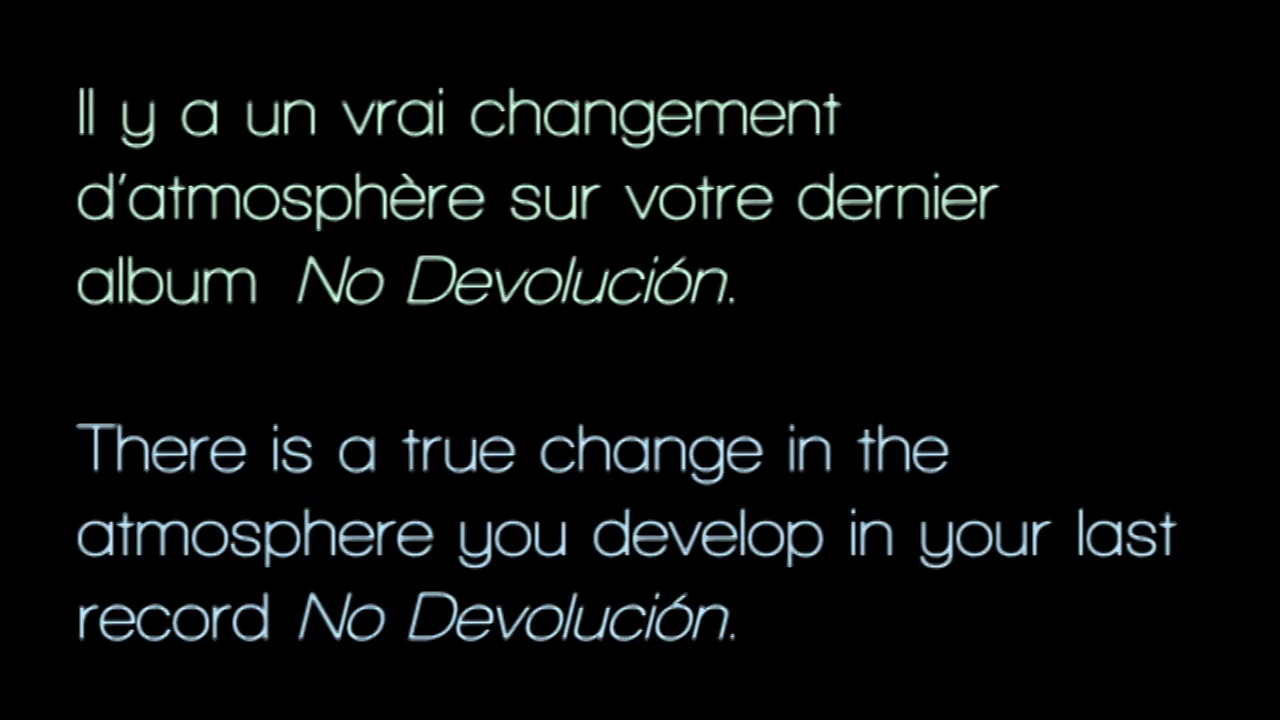 Il y a un vrai changement
d’atmosphère sur votre dernier
album No Devolución.
There is a true change in the
atmosphere you develop in your last
record No Devolución.